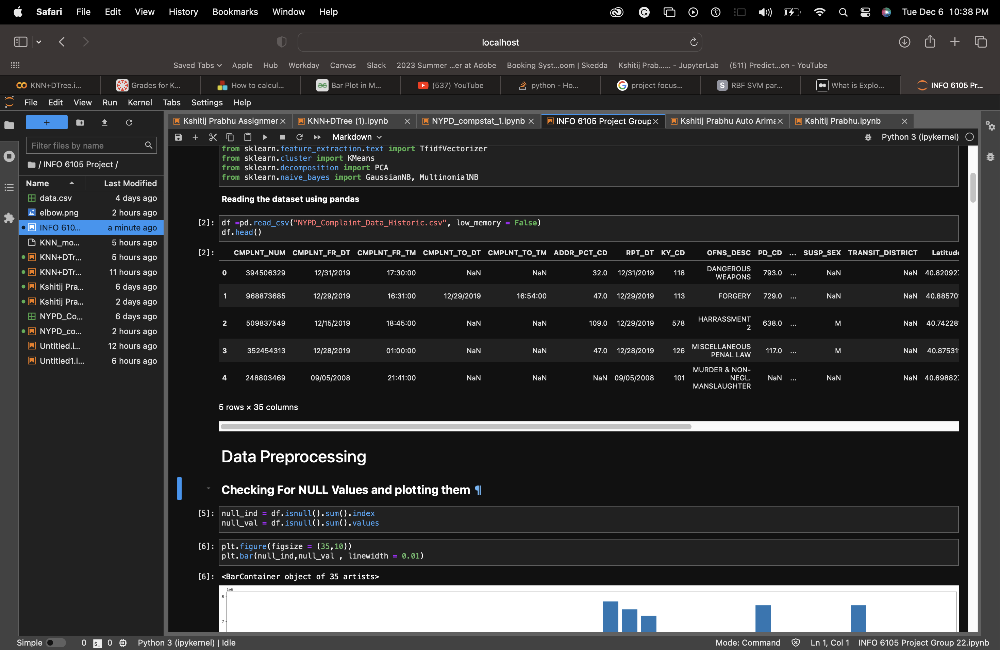 Safari File Edit View History Bookmarks Window Help Tue Dec 6 10:38 PM
localhost
Saved Tabs Apple Hub Workday Canvas Slack 2023 Summer ...er at Adobe Booking Syst...oom | Skedda Kshitij Prab...... - JupyterLab (511) Predict...on - YouTube
KNN+DTree.i... Grades for K... How to calcul... Bar Plot in M... (537) YouTube python - Ho... project focus... S RBF SVM par... What is Explo... INFO 6105 Pr...
File Edit View Run Kernel Tabs Settings Help
Kshitij Prabhu Assignmer KNN+DTree (1).ipynb NYPD_compstat_1.ipynb INFO 6105 Project Group Kshitij Prabhu Auto Arima Kshitij Prabhu.ipynb
Markdown Python 3 (ipykernel)
Filter files by name
/ INFO 6105 Project /
Name Last Modified
data.csv 4 days ago
elbow.png 2 hours ago
INFO 610... a minute ago
KNN_mo... 5 hours ago
KNN+DTr... 5 hours ago
KNN+DTr... 11 hours ago
Kshitij Pra... 6 days ago
Kshitij Pra... 2 days ago
NYPD_Co... 6 days ago
NYPD_co... 2 hours ago
Untitled.i... 12 hours ago
Untitled1.i... 6 hours ago
from sklearn.feature_extraction.text import TfidfVectorizer
from sklearn.cluster import KMeans
from sklearn.decomposition import PCA
from sklearn.naive_bayes import GaussianNB, MultinomialNB
Reading the dataset using pandas
[2]: df =pd.read_csv("NYPD_Complaint_Data_Historic.csv", low_memory = False)
df.head()
[2]: CMPLNT_NUM CMPLNT_FR_DT CMPLNT_FR_TM CMPLNT_TO_DT CMPLNT_TO_TM ADDR_PCT_CD RPT_DT KY_CD OFNS_DESC PD_CD ... SUSP_SEX TRANSIT_DISTRICT Latitude
0 394506329 12/31/2019 17:30:00 NaN NaN 32.0 12/31/2019 118 DANGEROUS WEAPONS 793.0 ... NaN NaN 40.820927
1 968873685 12/29/2019 16:31:00 12/29/2019 16:54:00 47.0 12/29/2019 113 FORGERY 729.0 ... NaN NaN 40.88570
2 509837549 12/15/2019 18:45:00 NaN NaN 109.0 12/29/2019 578 HARRASSMENT 2 638.0 ... M NaN 40.74228
3 352454313 12/28/2019 01:00:00 NaN NaN 47.0 12/28/2019 126 MISCELLANEOUS PENAL LAW 117.0 ... M NaN 40.87531
4 248803469 09/05/2008 21:41:00 NaN NaN NaN 09/05/2008 101 MURDER & NON-NEGL. MANSLAUGHTER NaN ... NaN NaN 40.698827
5 rows × 35 columns
Data Preprocessing
Checking For NULL Values and plotting them ¶
[5]: null_ind = df.isnull().sum().index
null_val = df.isnull().sum().values
[6]: plt.figure(figsize = (35,10))
plt.bar(null_ind,null_val , linewidth = 0.01)
[6]: <BarContainer object of 35 artists>
1e6
8
7
Simple 0 $_ 0 Python 3 (ipykernel) | Idle Mode: Command Ln 1, Col 1 INFO 6105 Project Group 22.ipynb